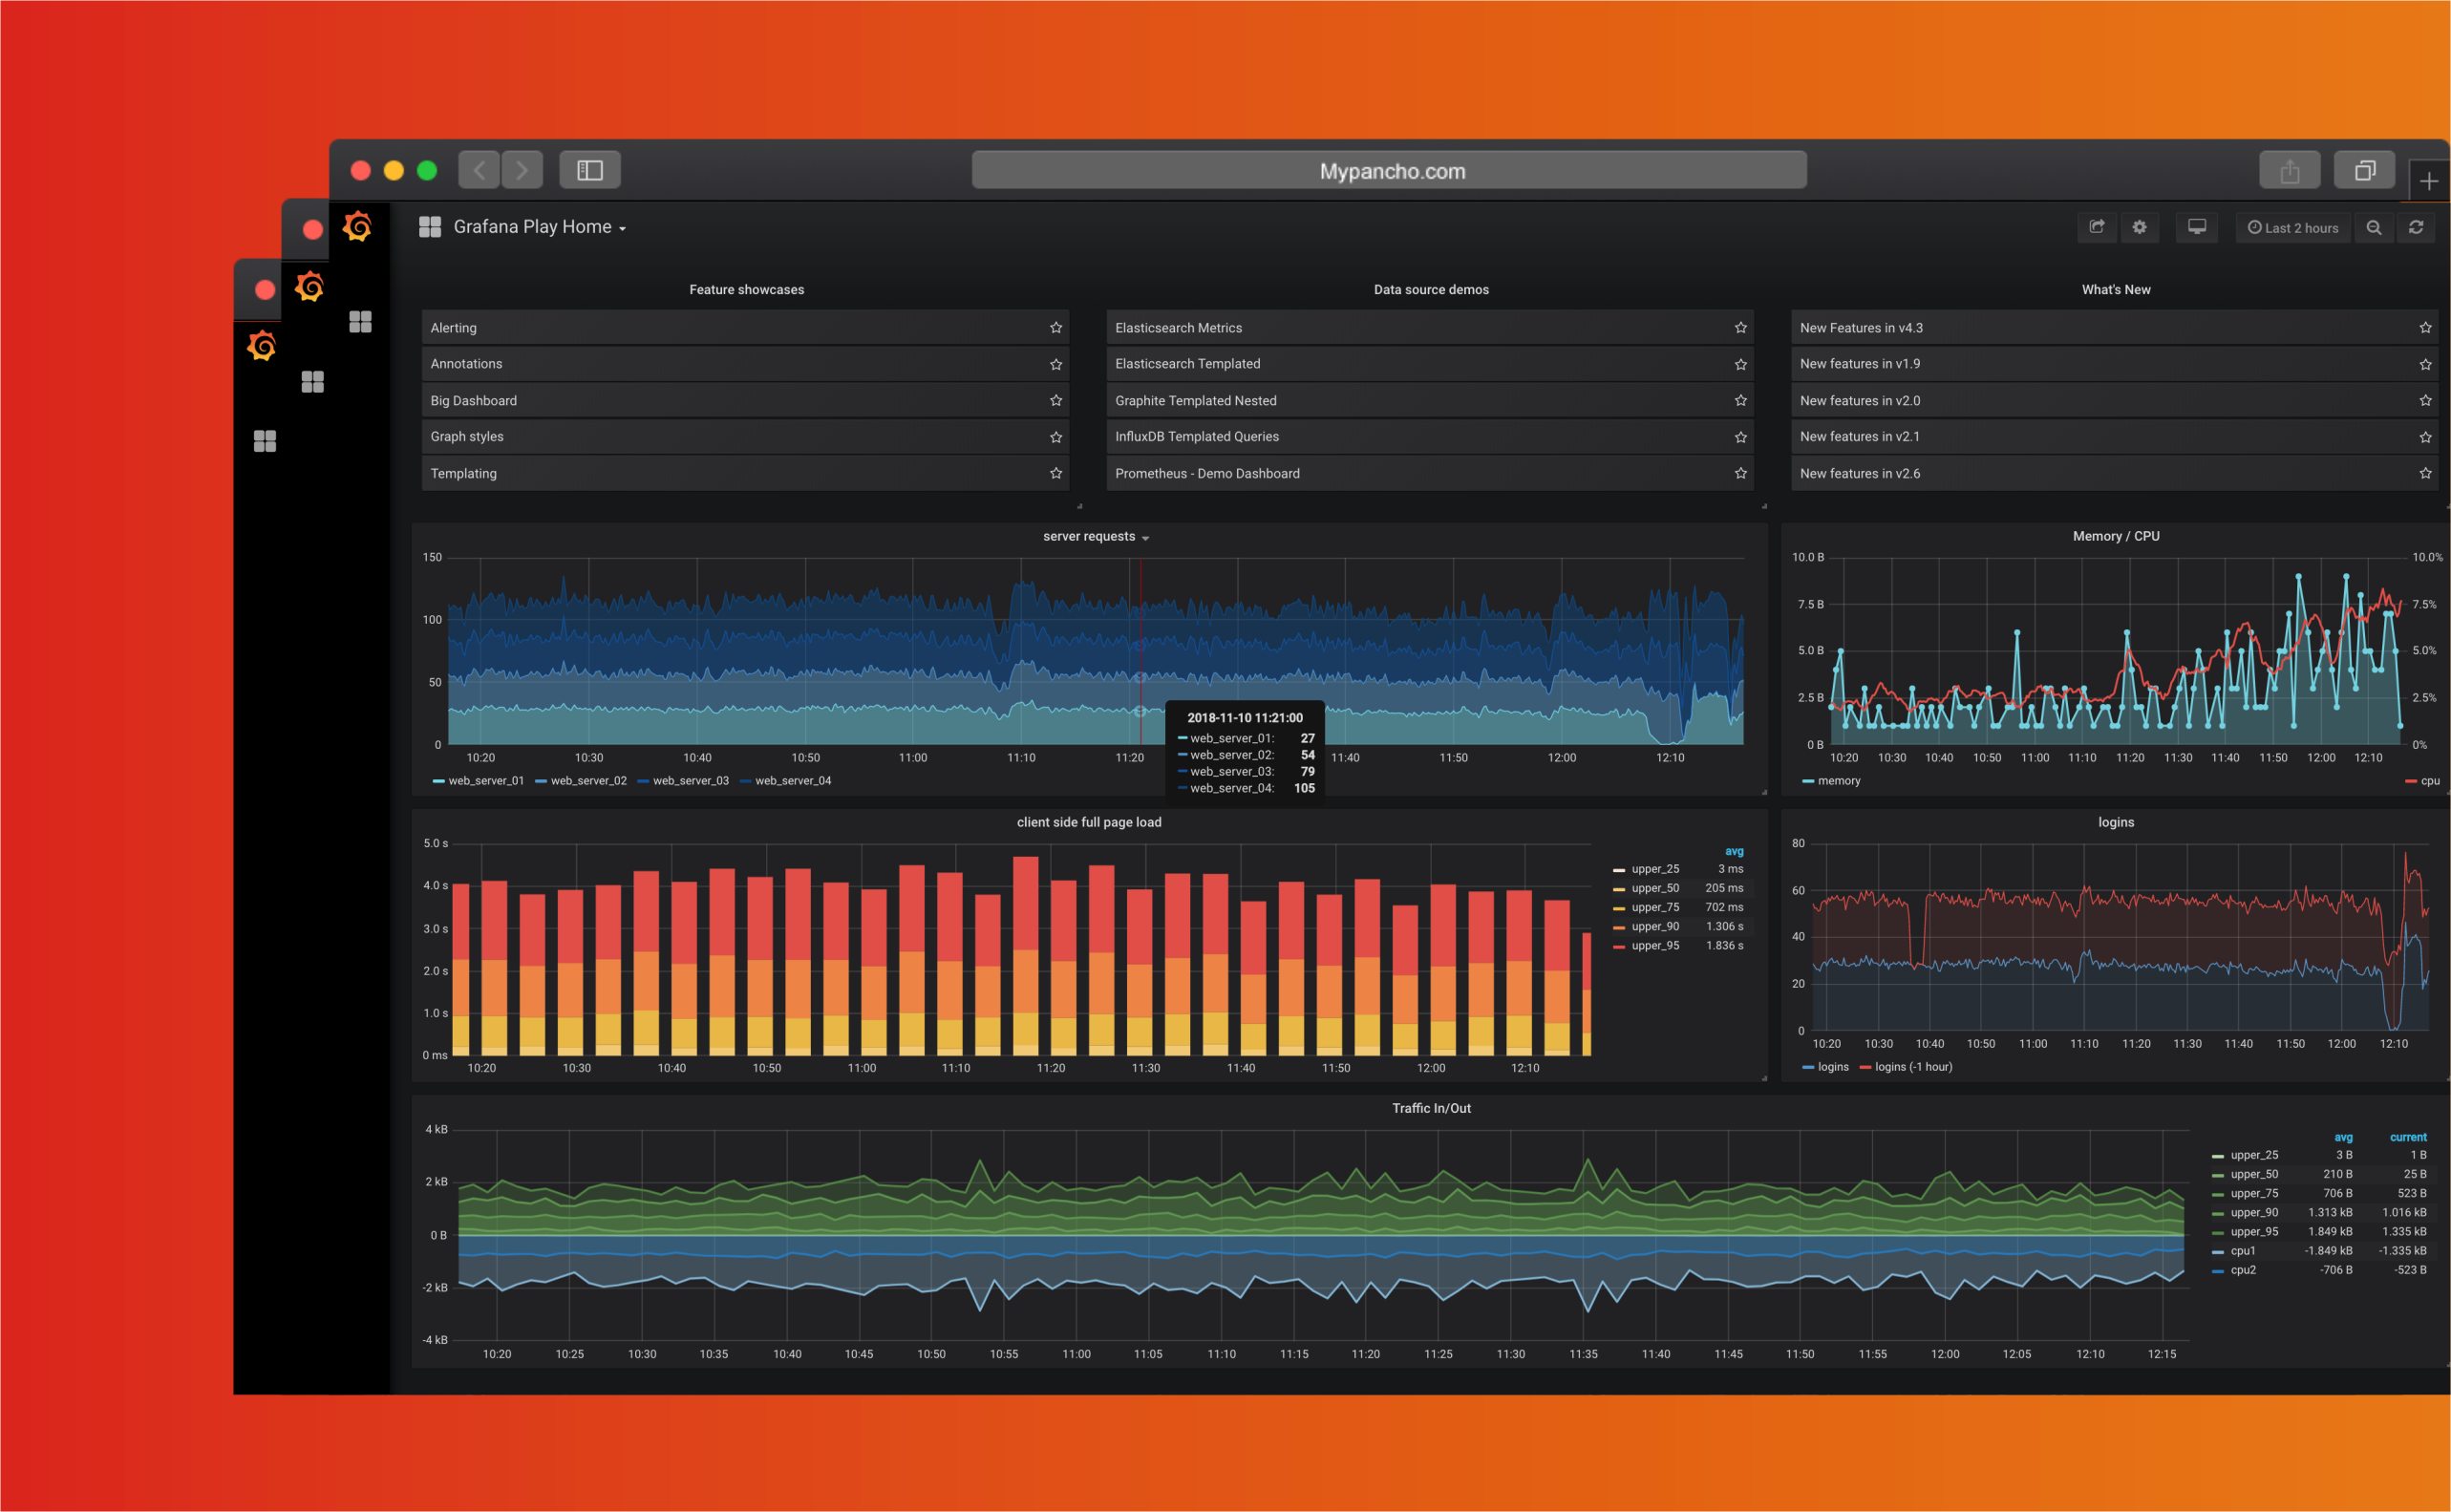 Mypancho.com
Grafana Play Home
Last 2 hours
Feature showcases
Alerting
Annotations
Big Dashboard
Graph styles
Templating
Data source demos
Elasticsearch Metrics
Elasticsearch Templated
Graphite Templated Nested
InfluxDB Templated Queries
Prometheus - Demo Dashboard
What's New
New Features in v4.3
New features in v1.9
New features in v2.0
New features in v2.1
New features in v2.6
server requests
150
100
50
0
10:20 10:30 10:40 10:50 11:00 11:10 11:20 11:40 11:50 12:00 12:10
web_server_01 web_server_02 web_server_03 web_server_04
2018-11-10 11:21:00
web_server_01: 27
web_server_02: 54
web_server_03: 79
web_server_04: 105
Memory / CPU
10.0 B 10.0%
7.5 B 7.5%
5.0 B 5.0%
2.5 B 2.5%
0 B 0%
10:20 10:30 10:40 10:50 11:00 11:10 11:20 11:30 11:40 11:50 12:00 12:10
memory cpu
client side full page load
5.0 s
4.0 s
3.0 s
2.0 s
1.0 s
0 ms
10:20 10:30 10:40 10:50 11:00 11:10 11:20 11:30 11:40 11:50 12:00 12:10
avg
upper_25 3 ms
upper_50 205 ms
upper_75 702 ms
upper_90 1.306 s
upper_95 1.836 s
logins
80
60
40
20
0
10:20 10:30 10:40 10:50 11:00 11:10 11:20 11:30 11:40 11:50 12:00 12:10
logins logins (-1 hour)
Traffic In/Out
4 kB
2 kB
0 B
-2 kB
-4 kB
10:20 10:25 10:30 10:35 10:40 10:45 10:50 10:55 11:00 11:05 11:10 11:15 11:20 11:25 11:30 11:35 11:40 11:45 11:50 11:55 12:00 12:05 12:10 12:15
avg current
upper_25 3 B 1 B
upper_50 210 B 25 B
upper_75 706 B 523 B
upper_90 1.313 kB 1.016 kB
upper_95 1.849 kB 1.335 kB
cpu1 -1.849 kB -1.335 kB
cpu2 -706 B -523 B